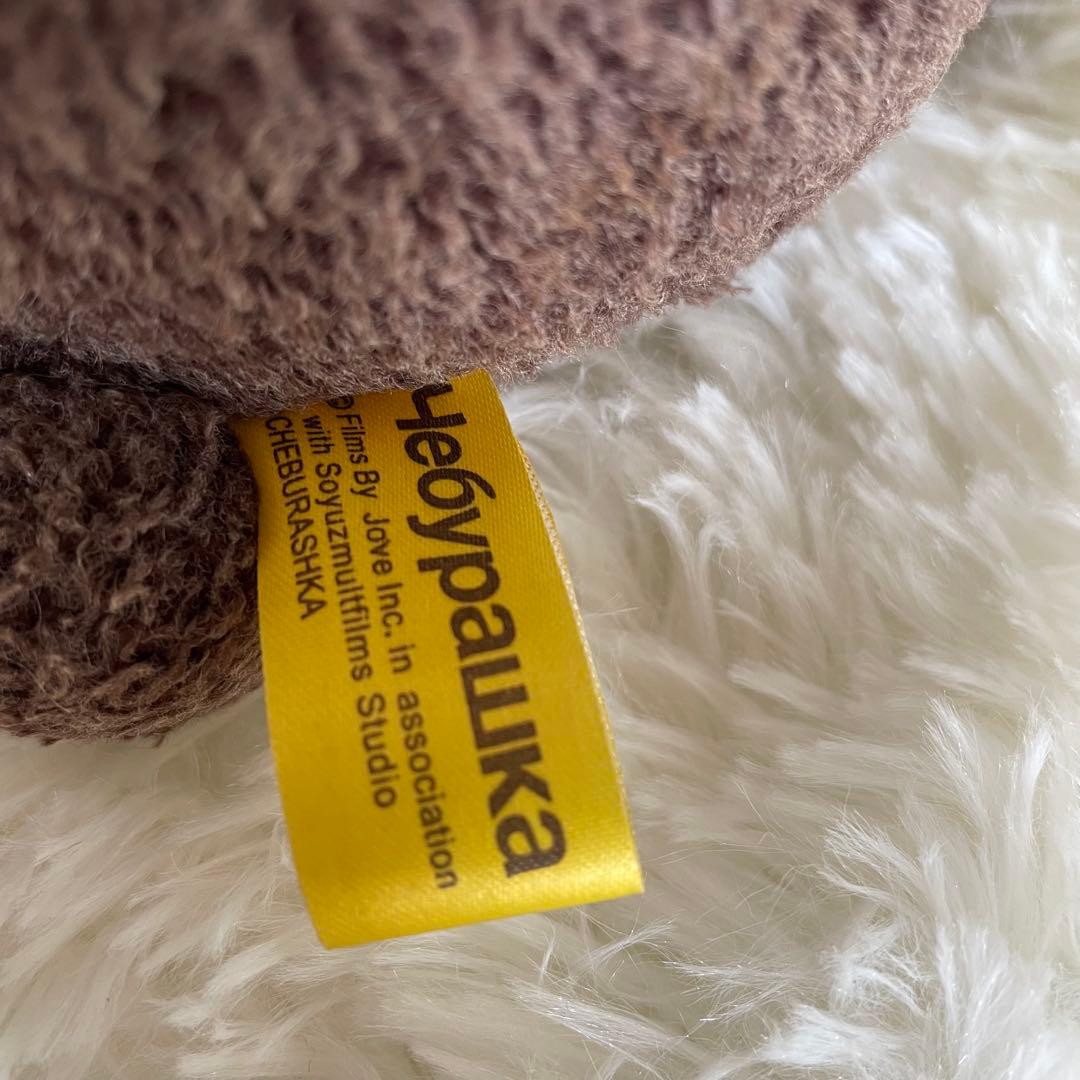 Чебурашка
© Films By Jove Inc. in association
with Soyuzmultfilms Studio
CHEBURASHKA